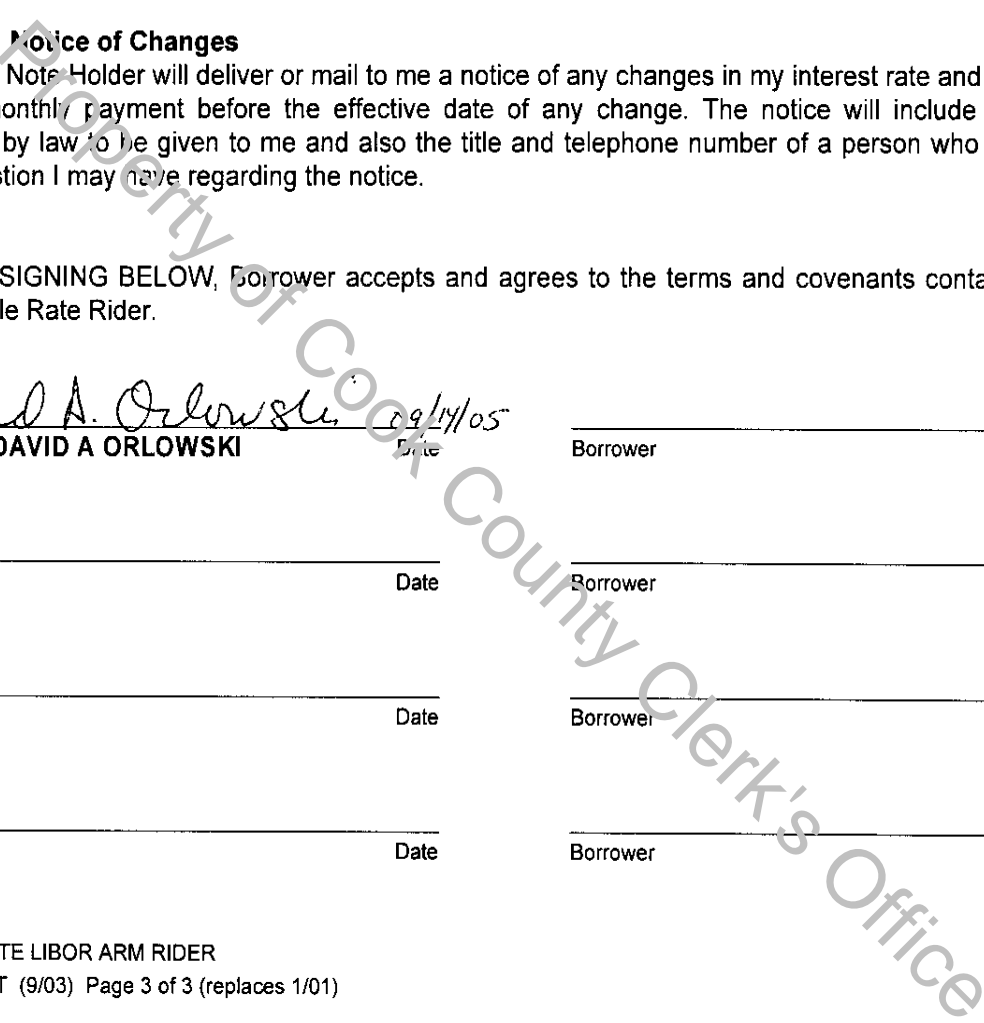 Notice of Changes
Note Holder will deliver or mail to me a notice of any changes in my interest rate and
onthly payment before the effective date of any change. The notice will include
by law to be given to me and also the title and telephone number of a person who
stion I may have regarding the notice.
SIGNING BELOW, Borrower accepts and agrees to the terms and covenants conta
le Rate Rider.
d A. Orlowski 09/14/05
DAVID A ORLOWSKI Date Borrower
Date Borrower
Date Borrower
Date Borrower
TE LIBOR ARM RIDER
T (9/03) Page 3 of 3 (replaces 1/01)
Property of Cook County Clerk's Office